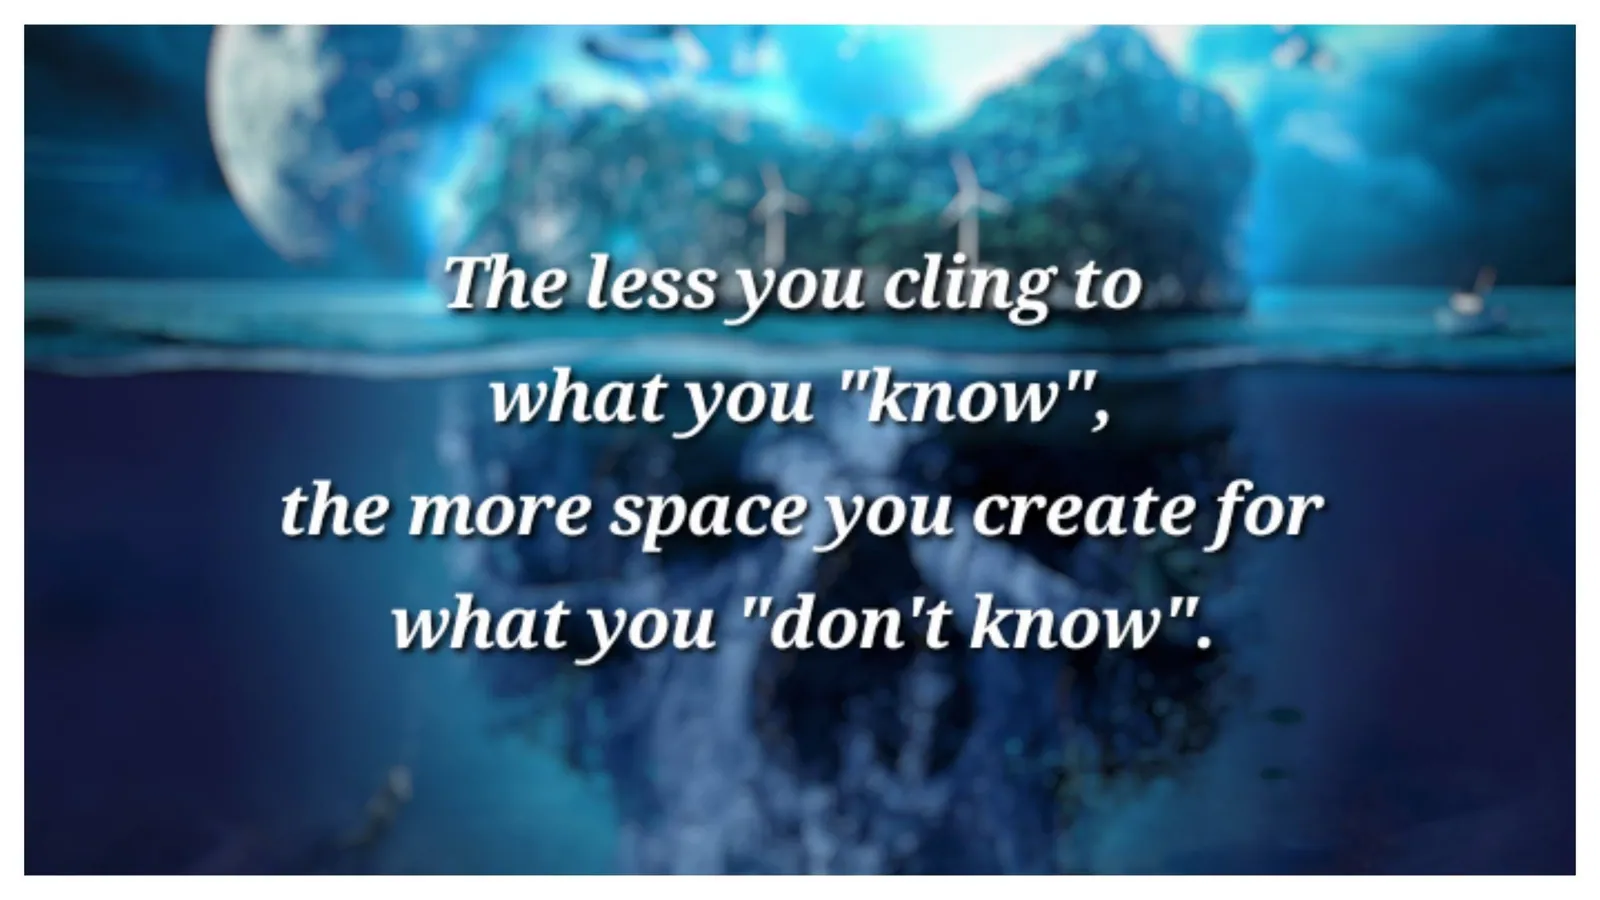 The less you cling to
what you "know",
the more space you create for
what you "don't know".